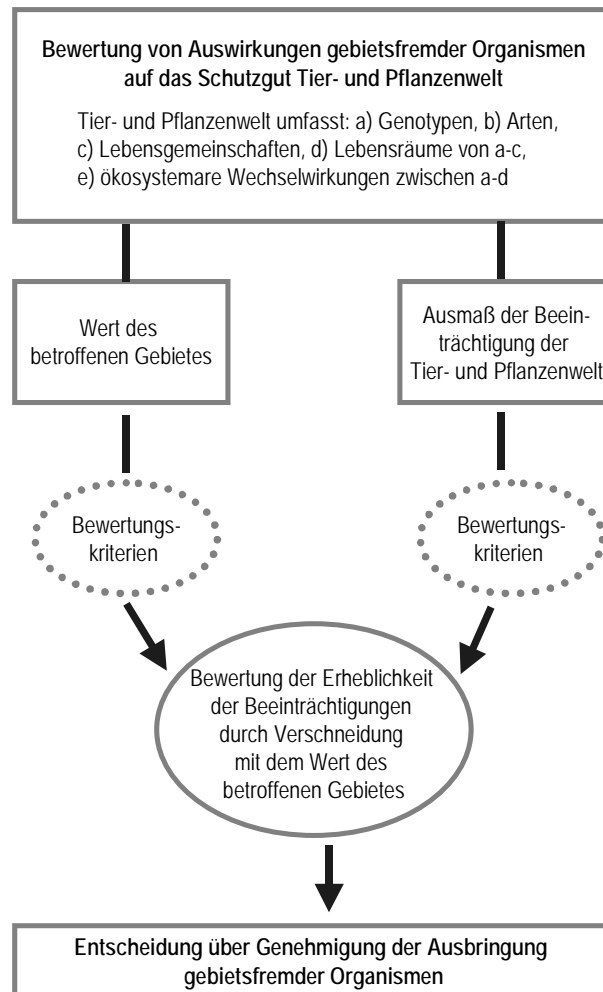 Bewertung von Auswirkungen gebietsfremder Organismen
auf das Schutzgut Tier- und Pflanzenwelt
Tier- und Pflanzenwelt umfasst: a) Genotypen, b) Arten,
c) Lebensgemeinschaften, d) Lebensräume von a-c,
e) ökosystemare Wechselwirkungen zwischen a-d
Wert des
betroffenen Gebietes
Ausmaß der Beein-
trächtigung der
Tier- und Pflanzenwelt
Bewertungs-
kriterien
Bewertungs-
kriterien
Bewertung der Erheblichkeit
der Beeinträchtigungen
durch Verschneidung
mit dem Wert des
betroffenen Gebietes
Entscheidung über Genehmigung der Ausbringung
gebietsfremder Organismen